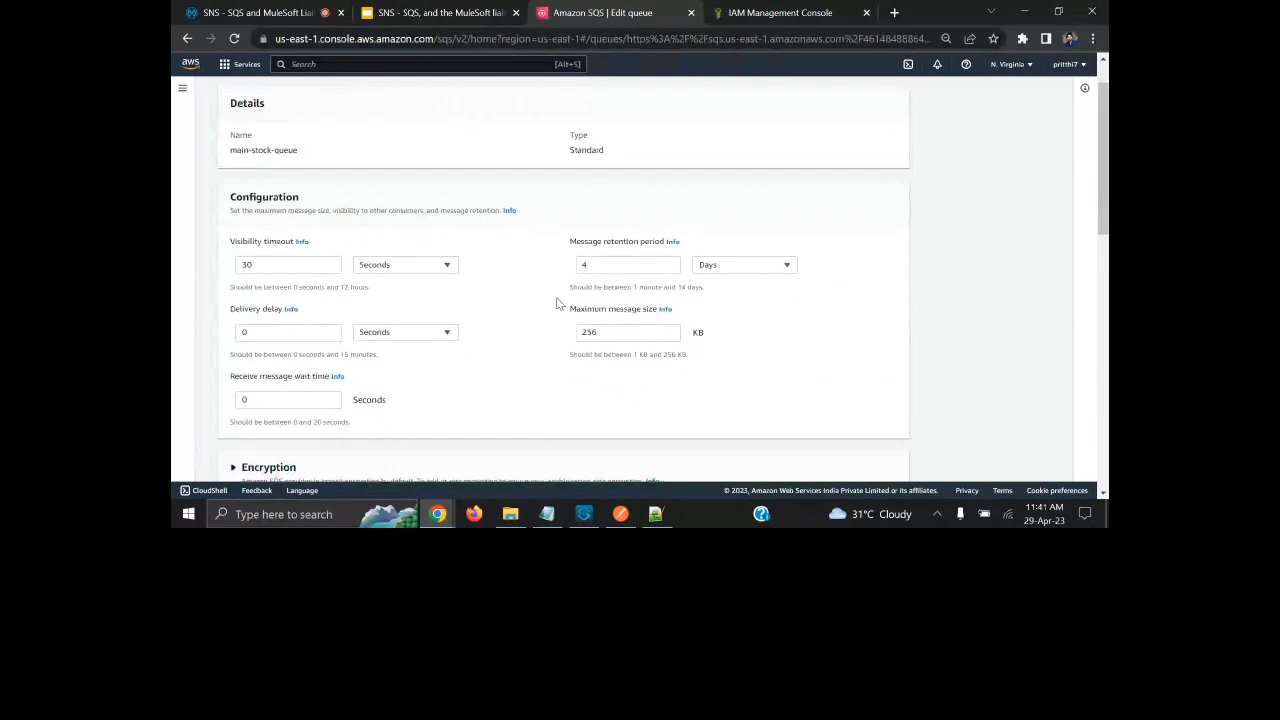 SNS - SQS and MuleSoft Lia
SNS - SQS, and the MuleSoft lia
Amazon SQS | Edit queue
IAM Management Console
us-east-1.console.aws.amazon.com/sqs/v2/home?region=us-east-1#/queues/https%3A%2F%2Fsqs.us-east-1.amazonaws.com%2F46148488864...
aws
Services
Search
[Alt+S]
N. Virginia
prithi7
Details
Name
Type
main-stock-queue
Standard
Configuration
Set the maximum message size, visibility to other consumers, and message retention. Info
Visibility timeout Info
Message retention period Info
30
Seconds
4
Days
Should be between 0 seconds and 12 hours.
Should be between 1 minute and 14 days.
Delivery delay Info
Maximum message size Info
0
Seconds
256
KB
Should be between 0 seconds and 15 minutes.
Should be between 1 KB and 256 KB.
Receive message wait time Info
0
Seconds
Should be between 0 and 20 seconds.
Encryption
CloudShell
Feedback
Language
© 2023, Amazon Web Services India Private Limited or its affiliates.
Privacy
Terms
Cookie preferences
Type here to search
31°C Cloudy
11:41 AM
29-Apr-23